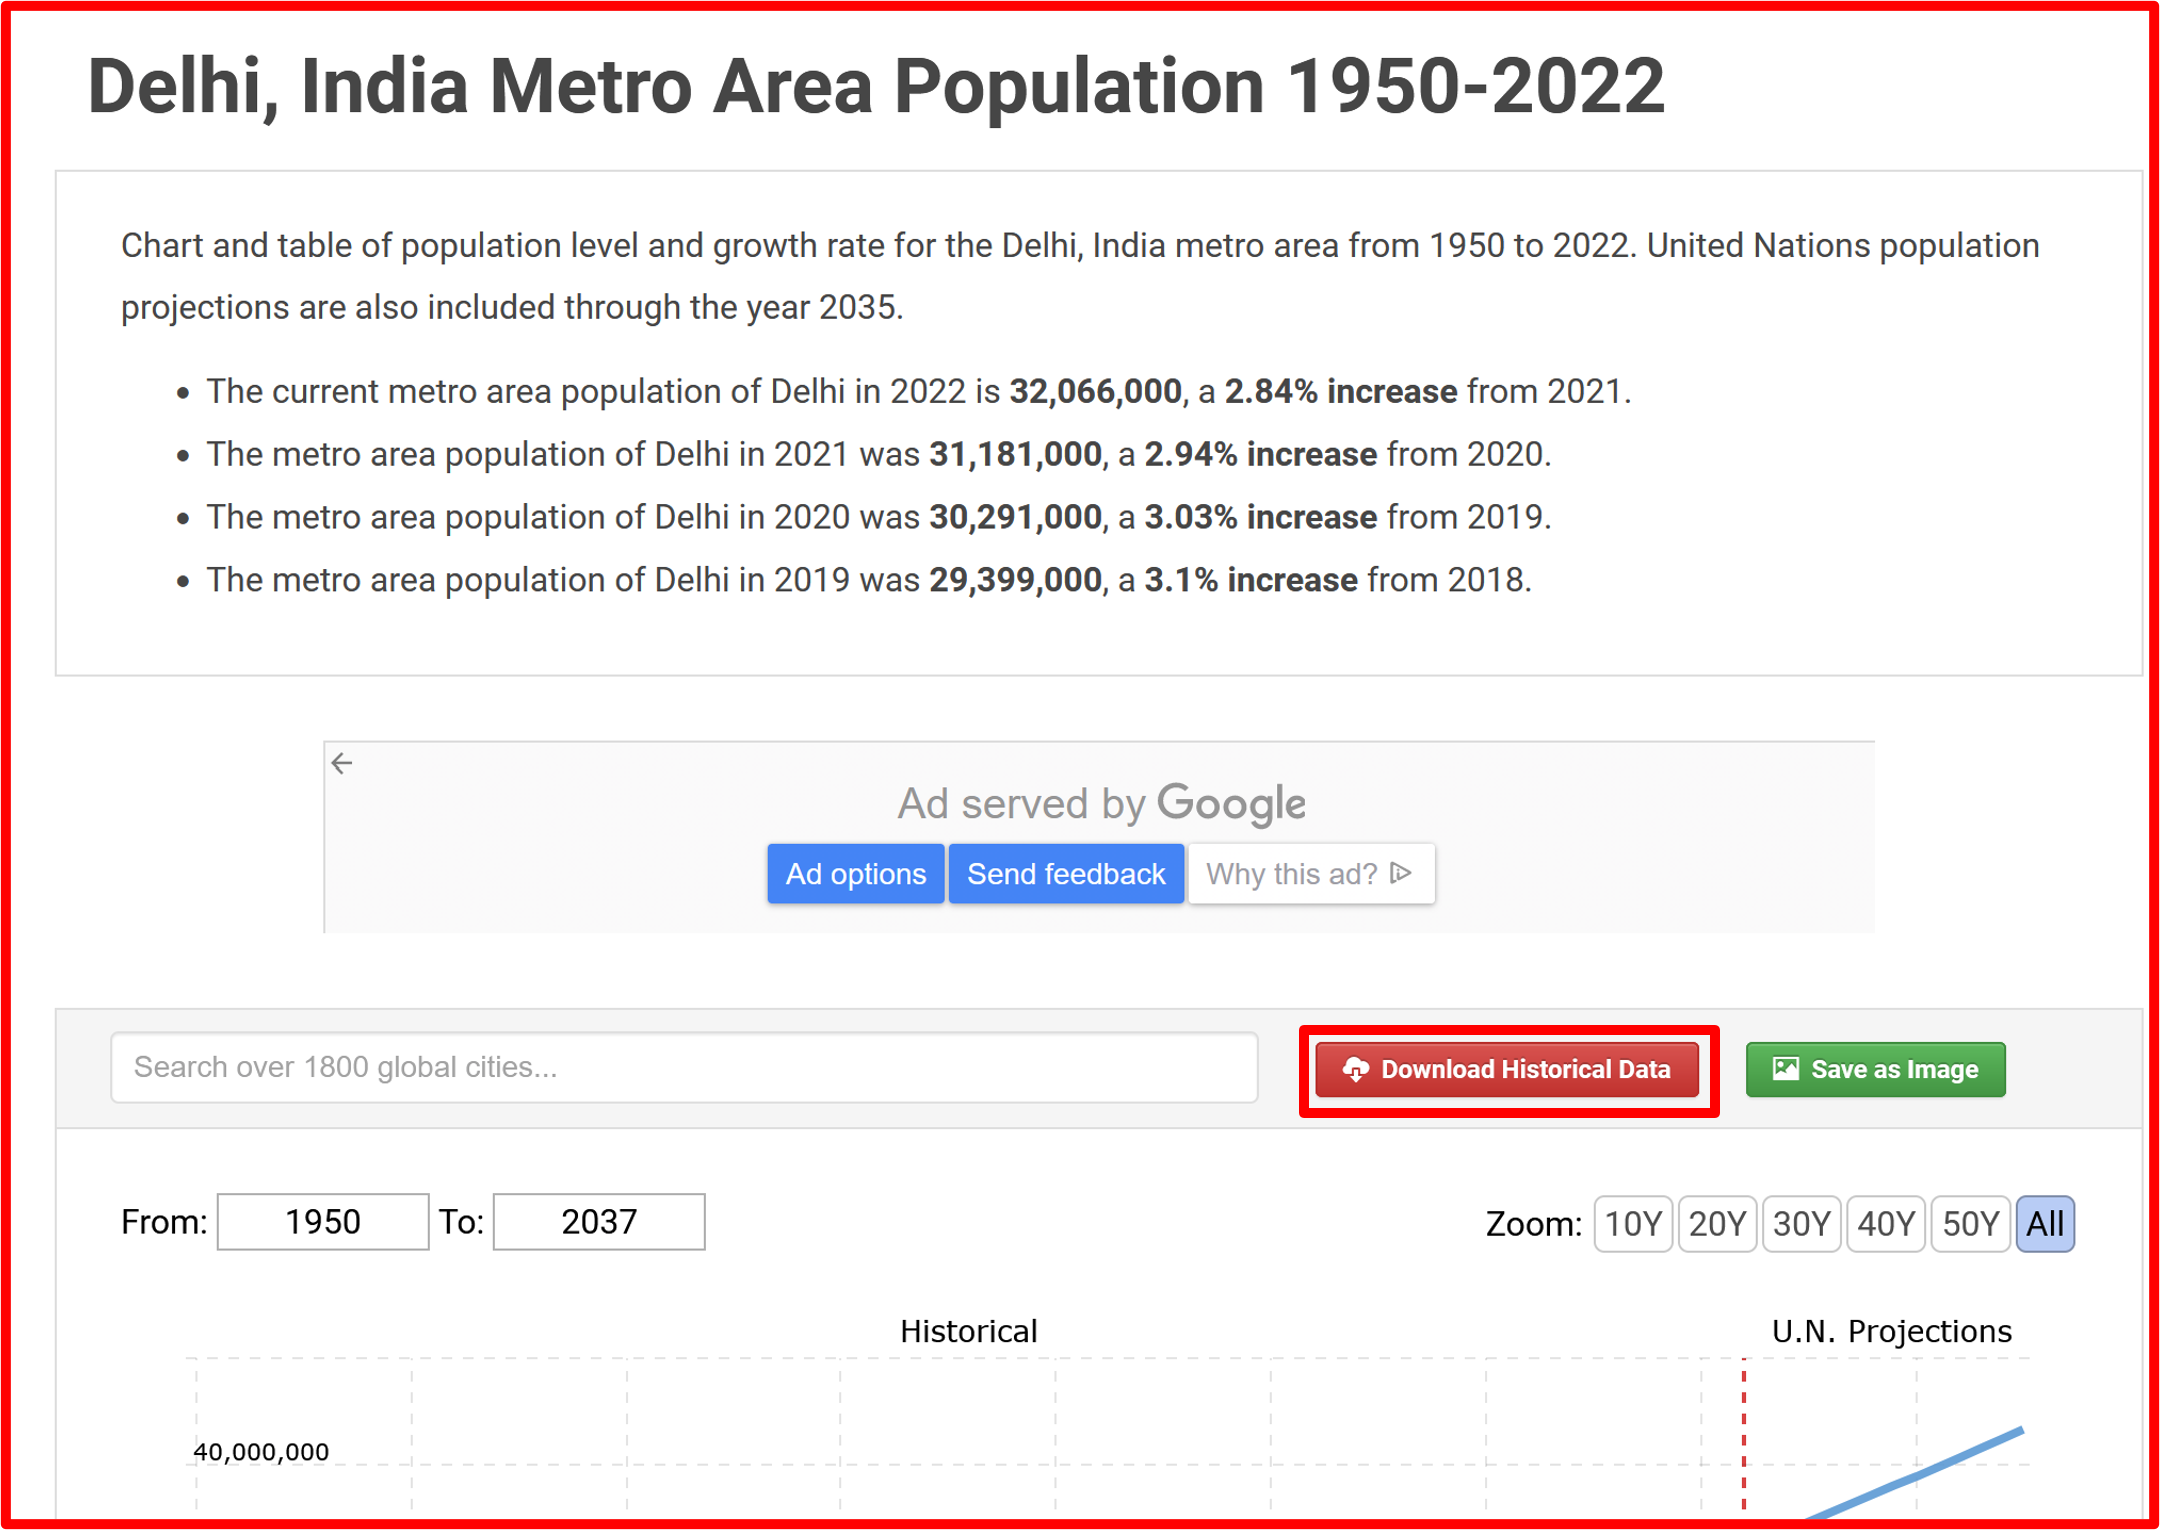 Delhi, India Metro Area Population 1950-2022
Chart and table of population level and growth rate for the Delhi, India metro area from 1950 to 2022. United Nations population
projections are also included through the year 2035.
• The current metro area population of Delhi in 2022 is 32,066,000, a 2.84% increase from 2021.
• The metro area population of Delhi in 2021 was 31,181,000, a 2.94% increase from 2020.
• The metro area population of Delhi in 2020 was 30,291,000, a 3.03% increase from 2019.
• The metro area population of Delhi in 2019 was 29,399,000, a 3.1% increase from 2018.
Ad served by Google
Ad options Send feedback Why this ad?
Search over 1800 global cities... Download Historical Data Save as Image
From: 1950 To: 2037 Zoom: 10Y 20Y 30Y 40Y 50Y All
Historical U.N. Projections
40,000,000